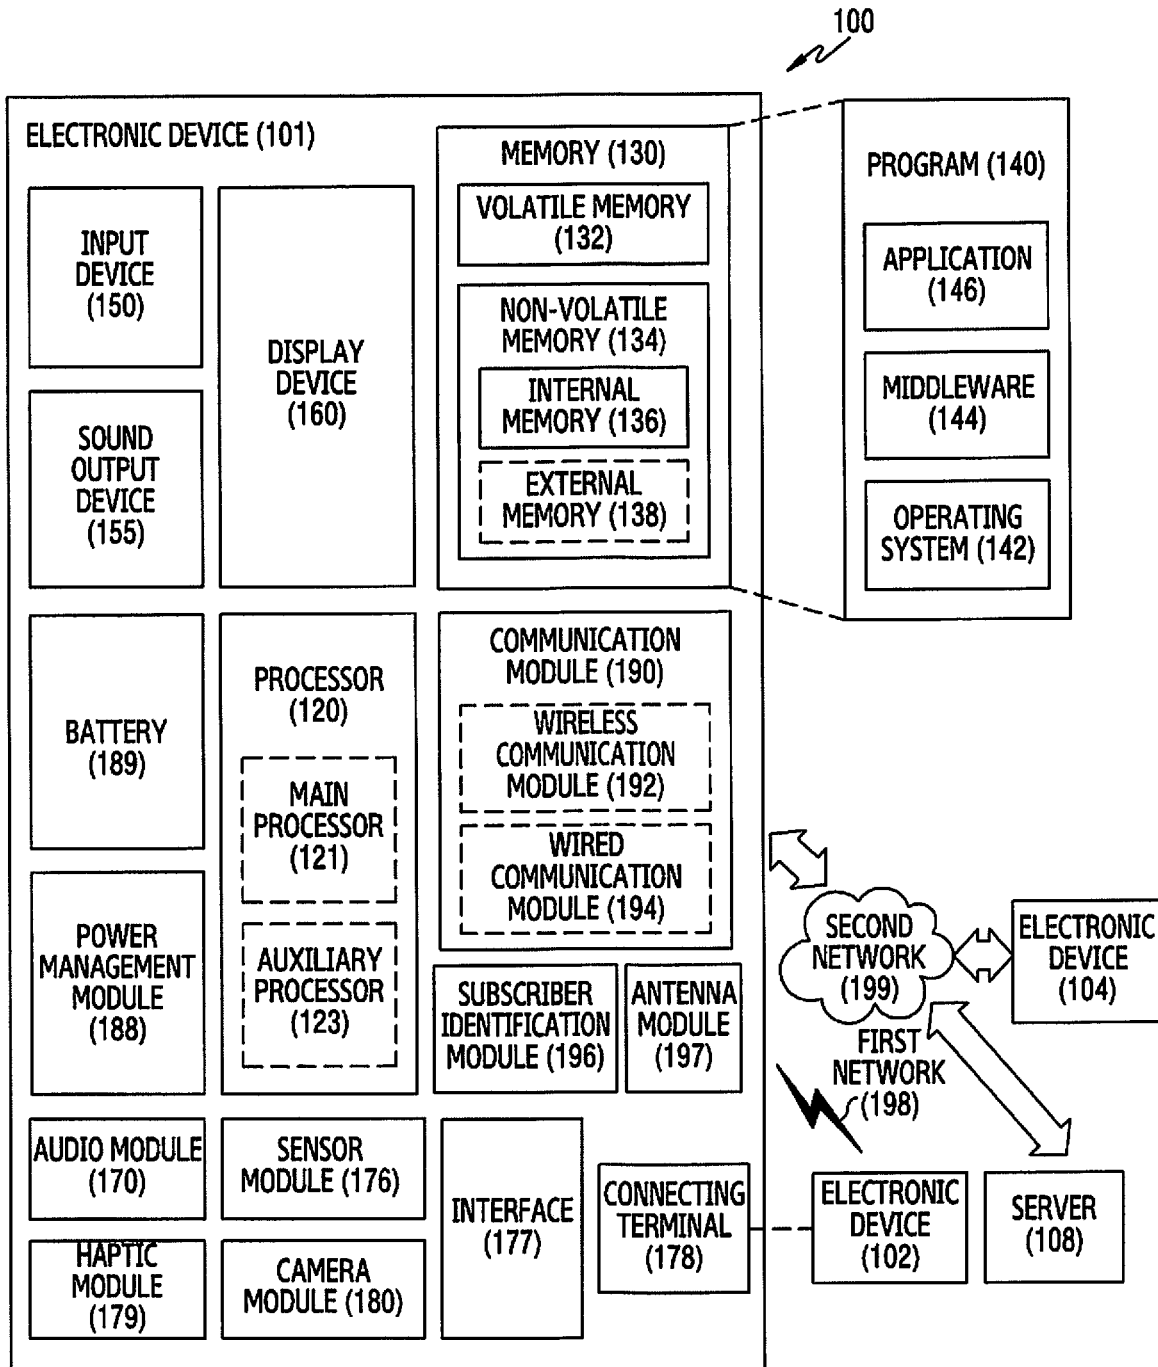 100
ELECTRONIC DEVICE (101)
INPUT
DEVICE
(150)
SOUND
OUTPUT
DEVICE
(155)
DISPLAY
DEVICE
(160)
MEMORY (130)
VOLATILE MEMORY
(132)
NON-VOLATILE
MEMORY (134)
INTERNAL
MEMORY (136)
EXTERNAL
MEMORY (138)
PROGRAM (140)
APPLICATION
(146)
MIDDLEWARE
(144)
OPERATING
SYSTEM (142)
BATTERY
(189)
POWER
MANAGEMENT
MODULE
(188)
PROCESSOR
(120)
MAIN
PROCESSOR
(121)
AUXILIARY
PROCESSOR
(123)
COMMUNICATION
MODULE (190)
WIRELESS
COMMUNICATION
MODULE (192)
WIRED
COMMUNICATION
MODULE (194)
SUBSCRIBER
IDENTIFICATION
MODULE (196)
ANTENNA
MODULE
(197)
SECOND
NETWORK
(199)
ELECTRONIC
DEVICE
(104)
FIRST
NETWORK
(198)
AUDIO MODULE
(170)
SENSOR
MODULE (176)
INTERFACE
(177)
CONNECTING
TERMINAL
(178)
ELECTRONIC
DEVICE
(102)
SERVER
(108)
HAPTIC
MODULE
(179)
CAMERA
MODULE (180)